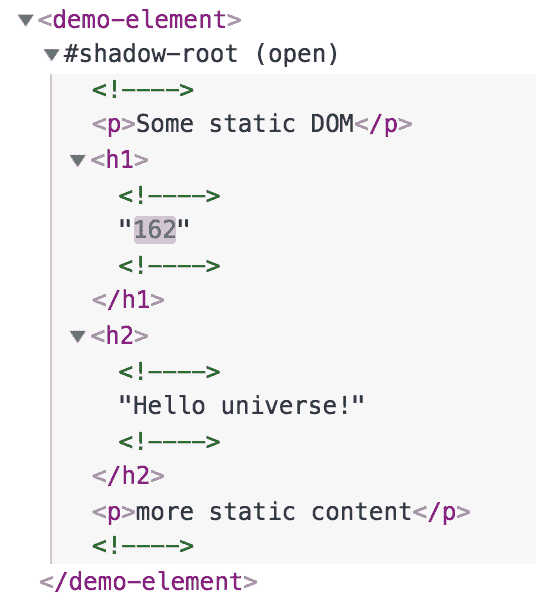 <demo-element>
#shadow-root (open)
<!---->
<p>Some static DOM</p>
<h1>
<!---->
"162"
<!---->
</h1>
<h2>
<!---->
"Hello universe!"
<!---->
</h2>
<p>more static content</p>
<!---->
</demo-element>